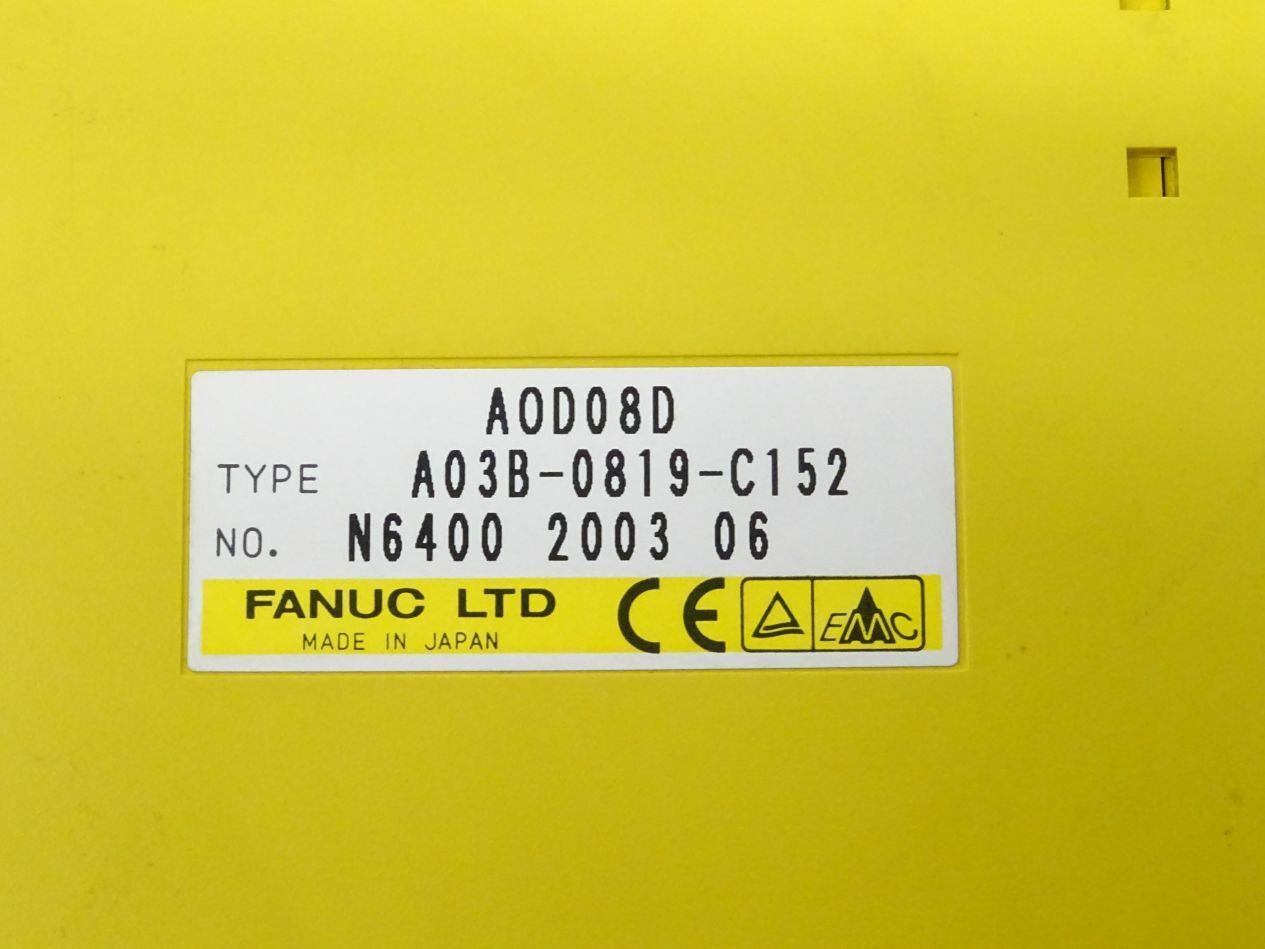 AOD08D
TYPE A03B-0819-C152
NO. N6400 2003 06
FANUC LTD
MADE IN JAPAN
CE
EMC